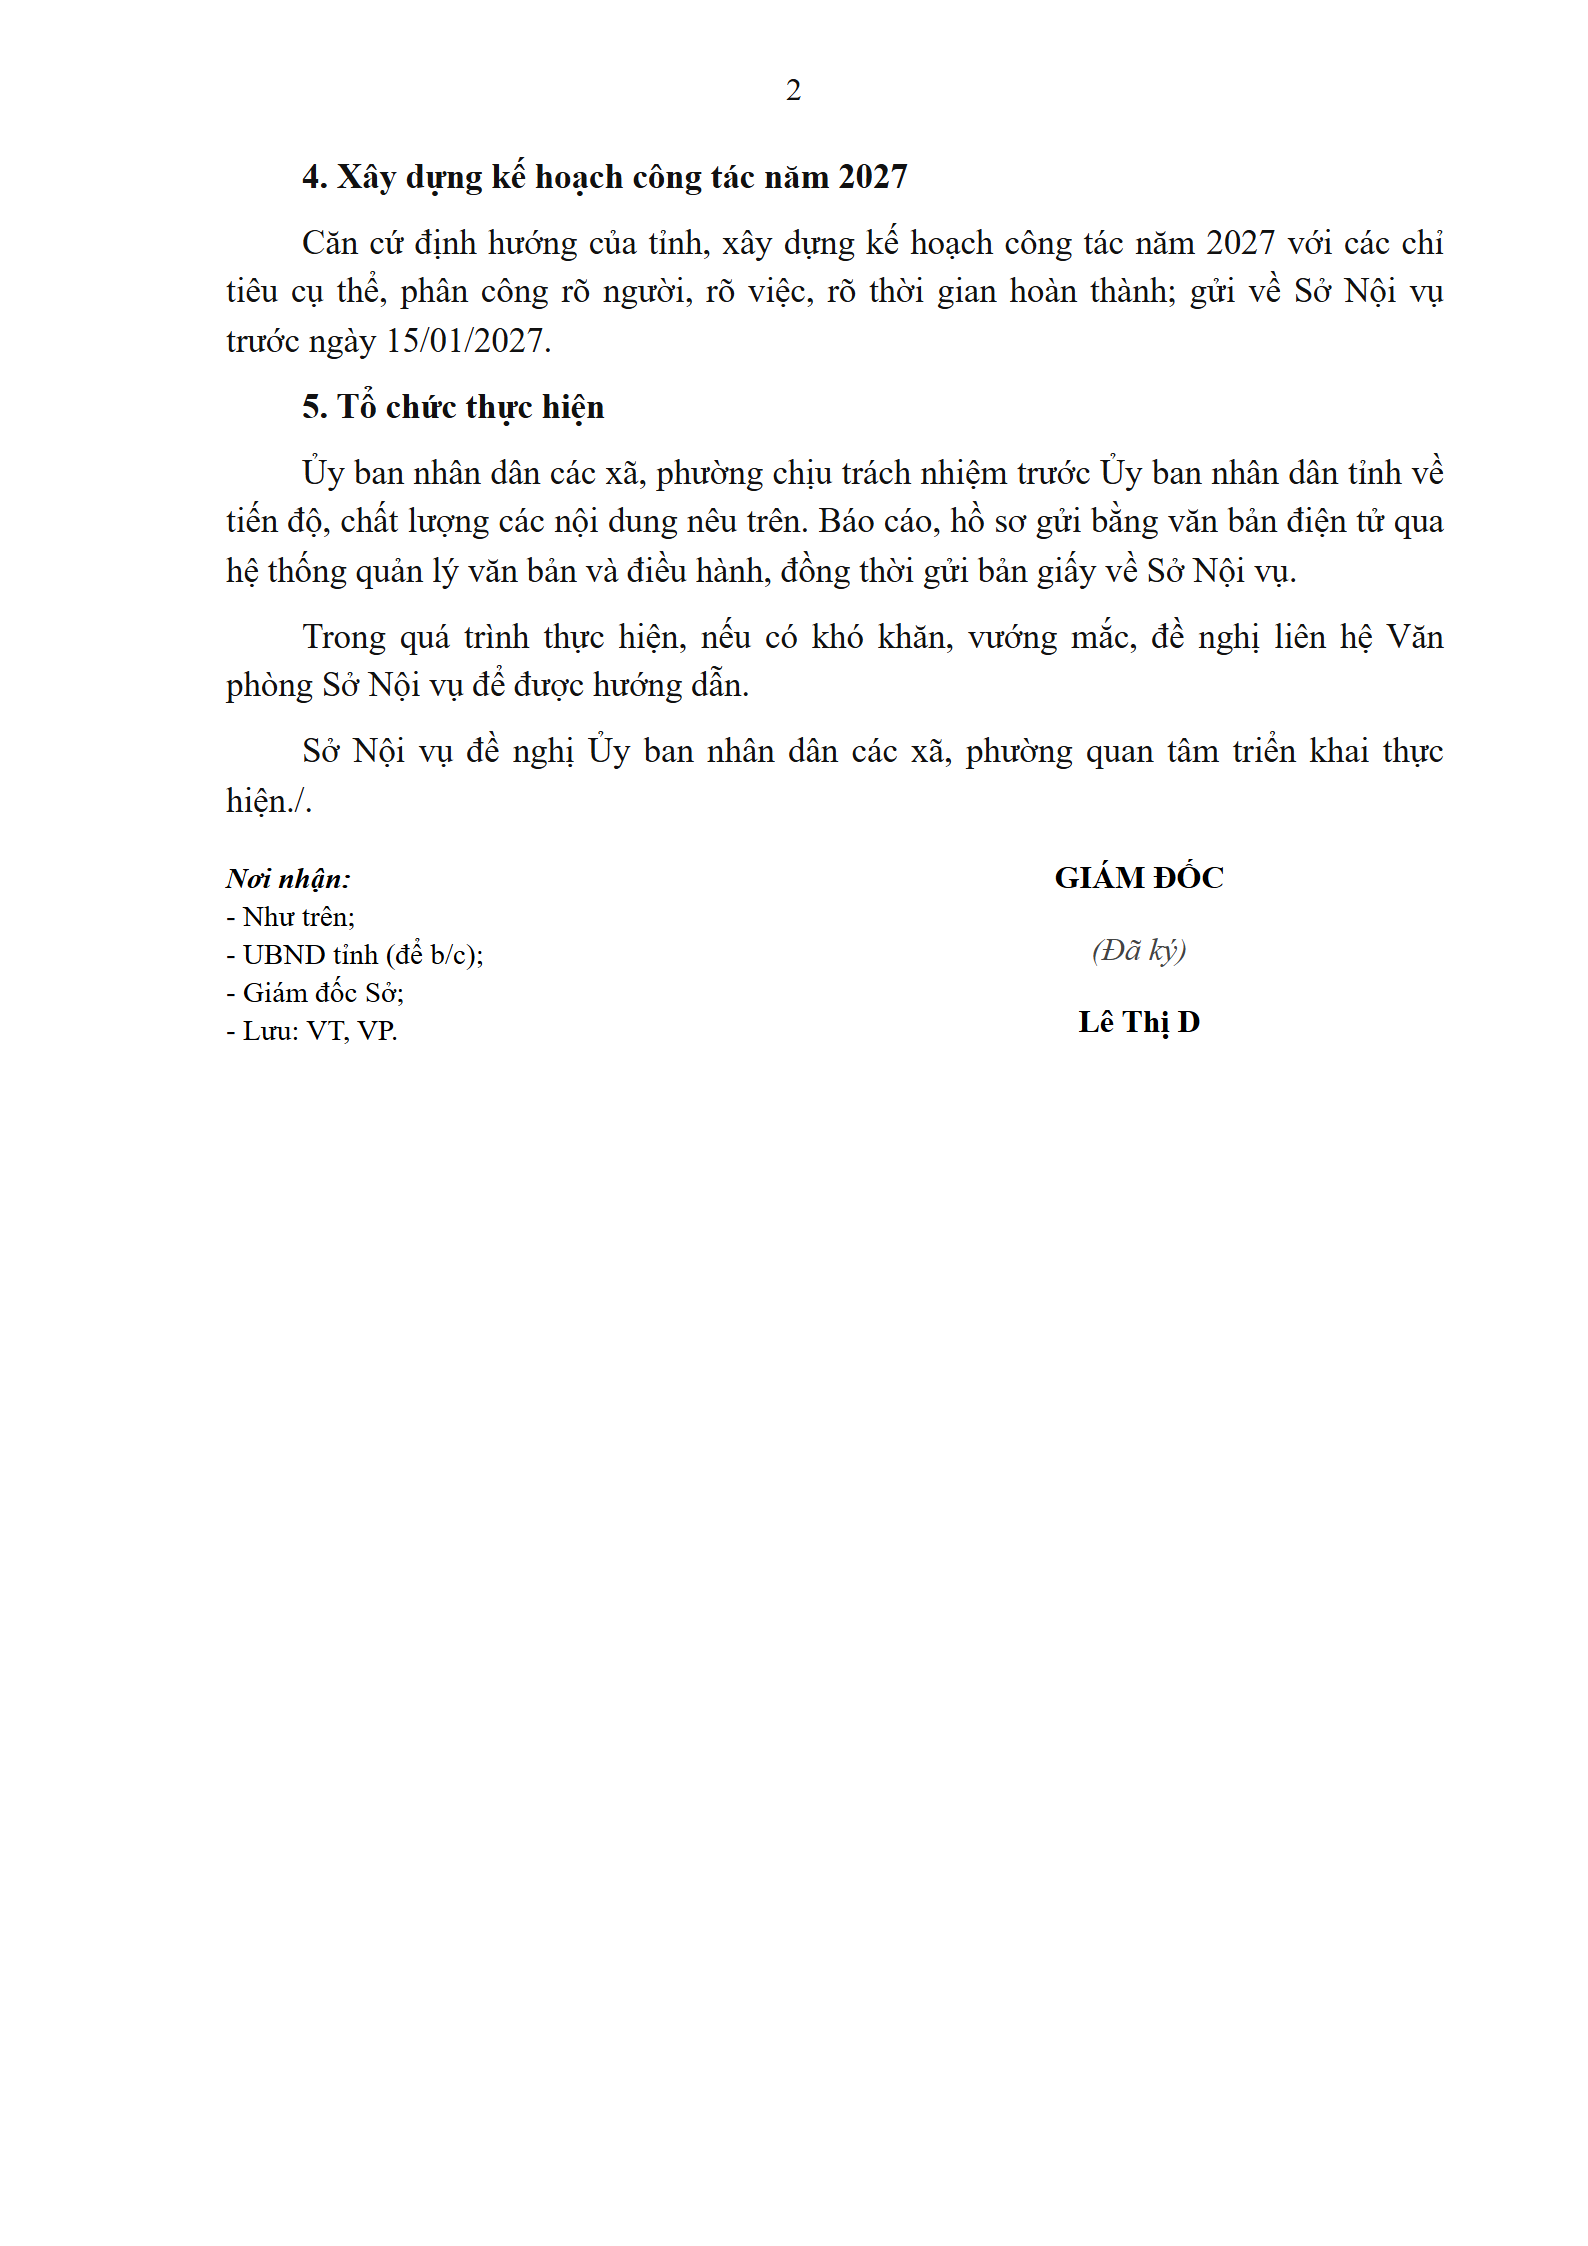 2
4. Xây dựng kế hoạch công tác năm 2027
Căn cứ định hướng của tỉnh, xây dựng kế hoạch công tác năm 2027 với các chỉ
tiêu cụ thể, phân công rõ người, rõ việc, rõ thời gian hoàn thành; gửi về Sở Nội vụ
trước ngày 15/01/2027.
5. Tổ chức thực hiện
Ủy ban nhân dân các xã, phường chịu trách nhiệm trước Ủy ban nhân dân tỉnh về
tiến độ, chất lượng các nội dung nêu trên. Báo cáo, hồ sơ gửi bằng văn bản điện tử qua
hệ thống quản lý văn bản và điều hành, đồng thời gửi bản giấy về Sở Nội vụ.
Trong quá trình thực hiện, nếu có khó khăn, vướng mắc, đề nghị liên hệ Văn
phòng Sở Nội vụ để được hướng dẫn.
Sở Nội vụ đề nghị Ủy ban nhân dân các xã, phường quan tâm triển khai thực
hiện./.
Nơi nhận:
- Như trên;
- UBND tỉnh (để b/c);
- Giám đốc Sở;
- Lưu: VT, VP.
GIÁM ĐỐC
(Đã ký)
Lê Thị D